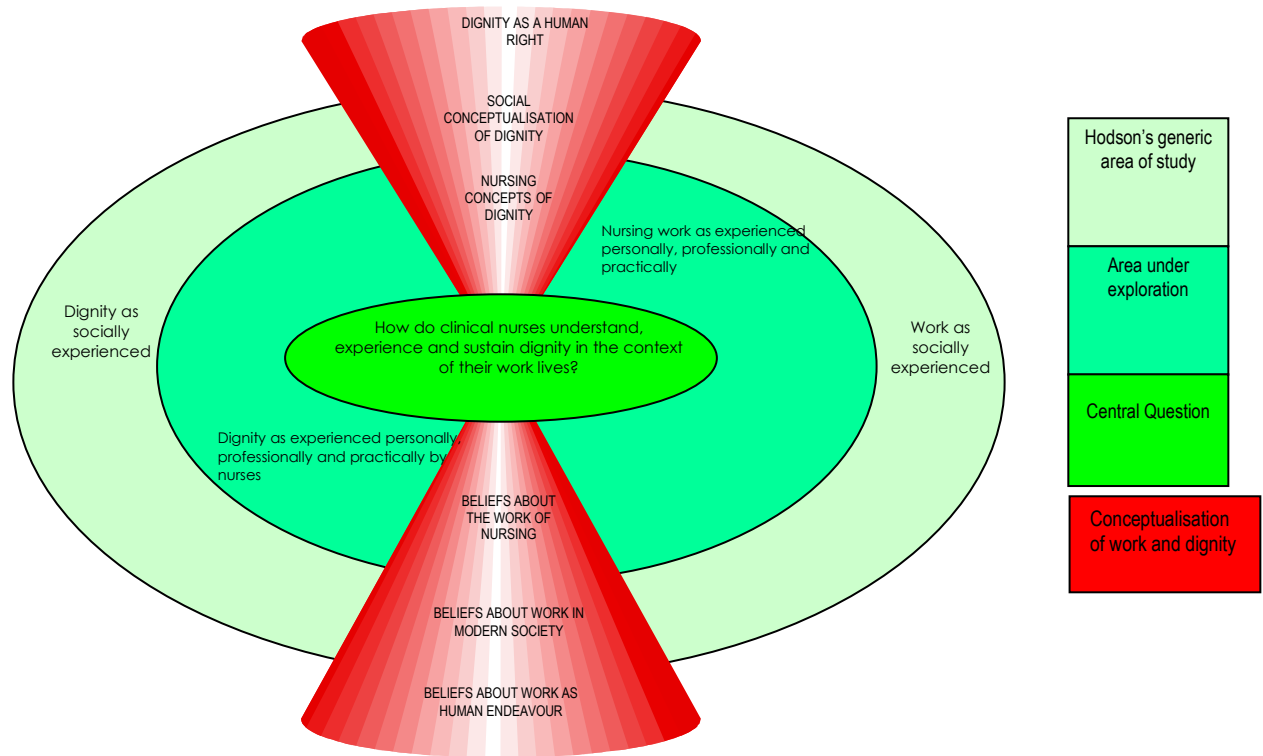 DIGNITY AS A HUMAN
RIGHT
SOCIAL
CONCEPTUALISATION
OF DIGNITY
NURSING
CONCEPTS OF
DIGNITY
Nursing work as experienced
personally, professionally and
practically
Dignity as
socially
experienced
How do clinical nurses understand,
experience and sustain dignity in the context
of their work lives?
Work as
socially
experienced
Dignity as experienced personally,
professionally and practically by
nurses
BELIEFS ABOUT
THE WORK OF
NURSING
BELIEFS ABOUT WORK IN
MODERN SOCIETY
BELIEFS ABOUT WORK AS
HUMAN ENDEAVOUR
Hodson's generic
area of study
Area under
exploration
Central Question
Conceptualisation
of work and dignity